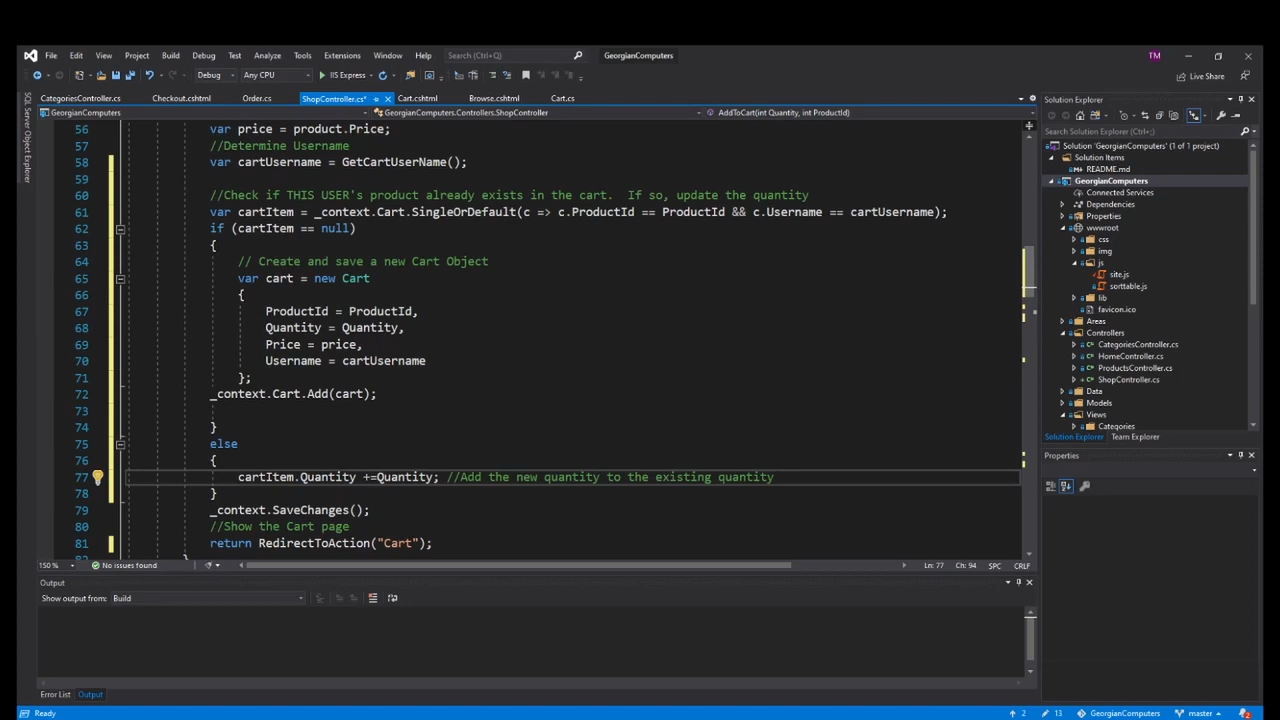 File Edit View Project Build Debug Test Analyze Tools Extensions Window Help Search (Ctrl+Q) GeorgianComputers TM
Debug Any CPU IIS Express Live Share
CategoriesController.cs Checkout.cshtml Order.cs ShopController.cs* Cart.cshtml Browse.cshtml Cart.cs
GeorgianComputers GeorgianComputers.Controllers.ShopController AddToCart(int Quantity, int ProductId)
SQL Server Object Explorer
56 var price = product.Price;
57 //Determine Username
58 var cartUsername = GetCartUserName();
59
60 //Check if THIS USER's product already exists in the cart.  If so, update the quantity
61 var cartItem = _context.Cart.SingleOrDefault(c => c.ProductId == ProductId && c.Username == cartUsername);
62 if (cartItem == null)
63 {
64 // Create and save a new Cart Object
65 var cart = new Cart
66 {
67 ProductId = ProductId,
68 Quantity = Quantity,
69 Price = price,
70 Username = cartUsername
71 };
72 _context.Cart.Add(cart);
73
74 }
75 else
76 {
77 cartItem.Quantity +=Quantity; //Add the new quantity to the existing quantity
78 }
79 _context.SaveChanges();
80 //Show the Cart page
81 return RedirectToAction("Cart");
82 }
150 % No issues found Ln: 77 Ch: 94 SPC CRLF
Output
Show output from: Build
Error List Output
Solution Explorer
Search Solution Explorer (Ctrl+;)
Solution 'GeorgianComputers' (1 of 1 project)
Solution Items
README.md
GeorgianComputers
Connected Services
Dependencies
Properties
wwwroot
css
img
js
site.js
sorttable.js
lib
favicon.ico
Areas
Controllers
CategoriesController.cs
HomeController.cs
ProductsController.cs
ShopController.cs
Data
Models
Views
Categories
Solution Explorer Team Explorer
Properties
Ready 2 13 GeorgianComputers master 2